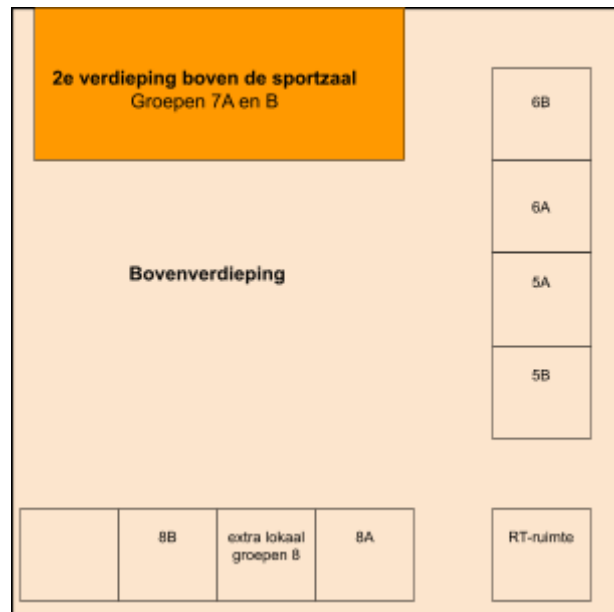 2e verdieping boven de sportzaal
Groepen 7A en B
6B
6A
Bovenverdieping
5A
5B
8B
extra lokaal
groepen 8
8A
RT-ruimte